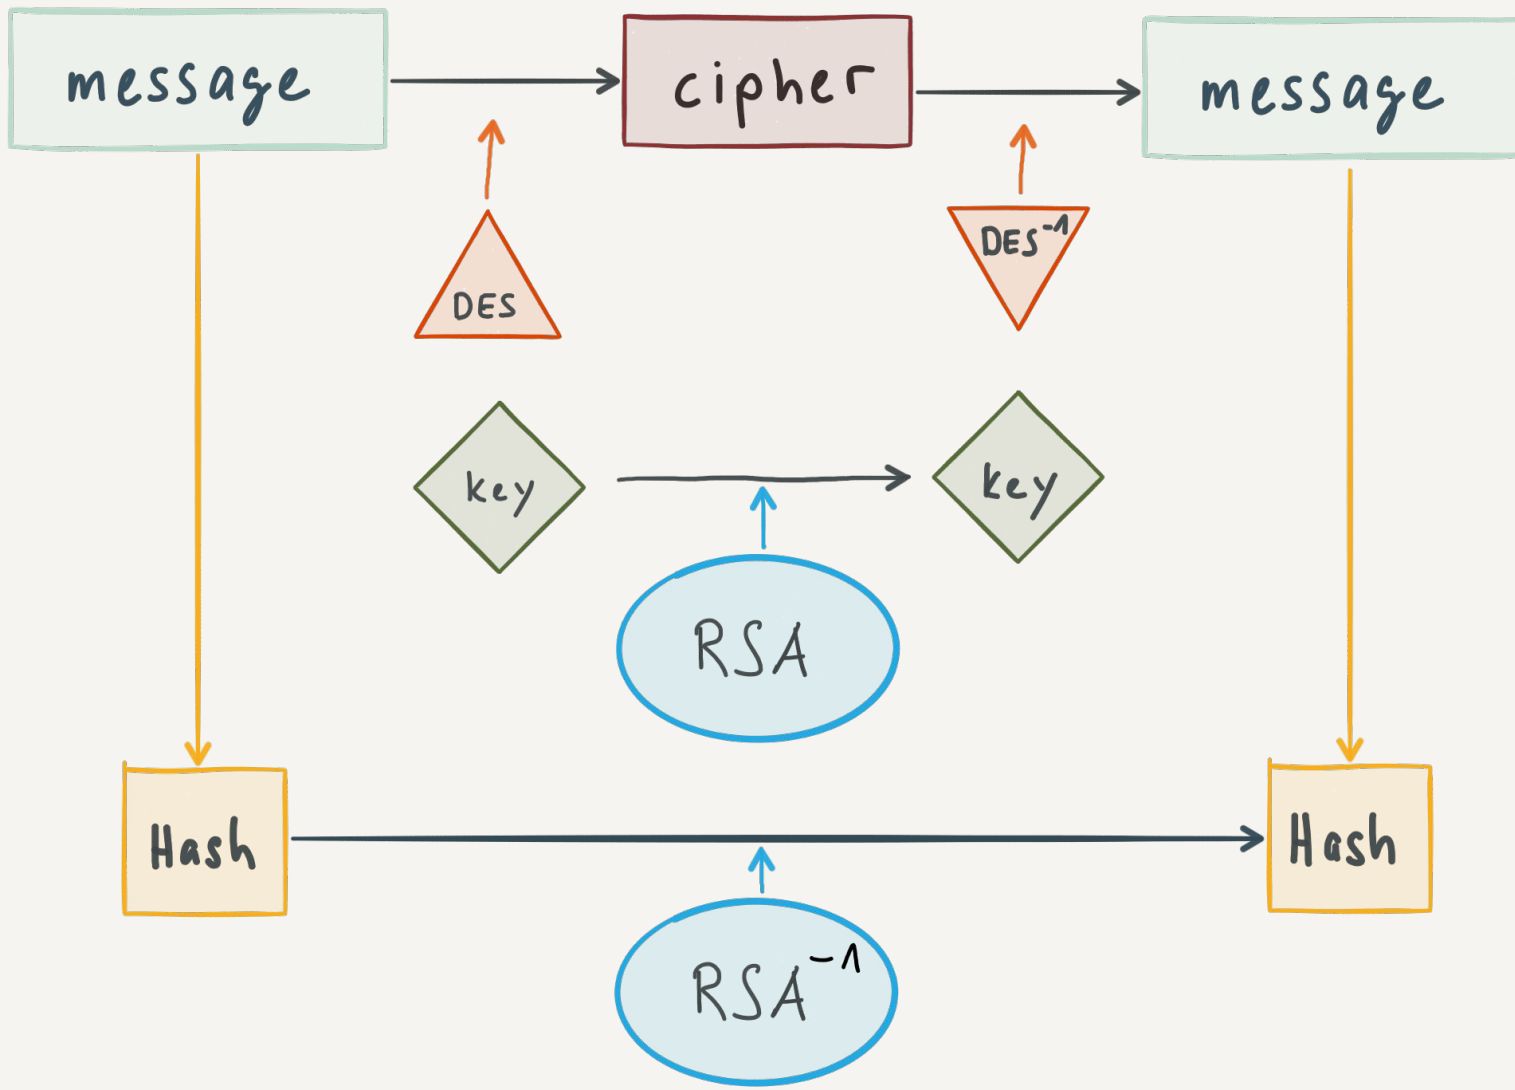 message
cipher
message
DES
DES⁻¹
key
key
RSA
Hash
Hash
RSA⁻¹